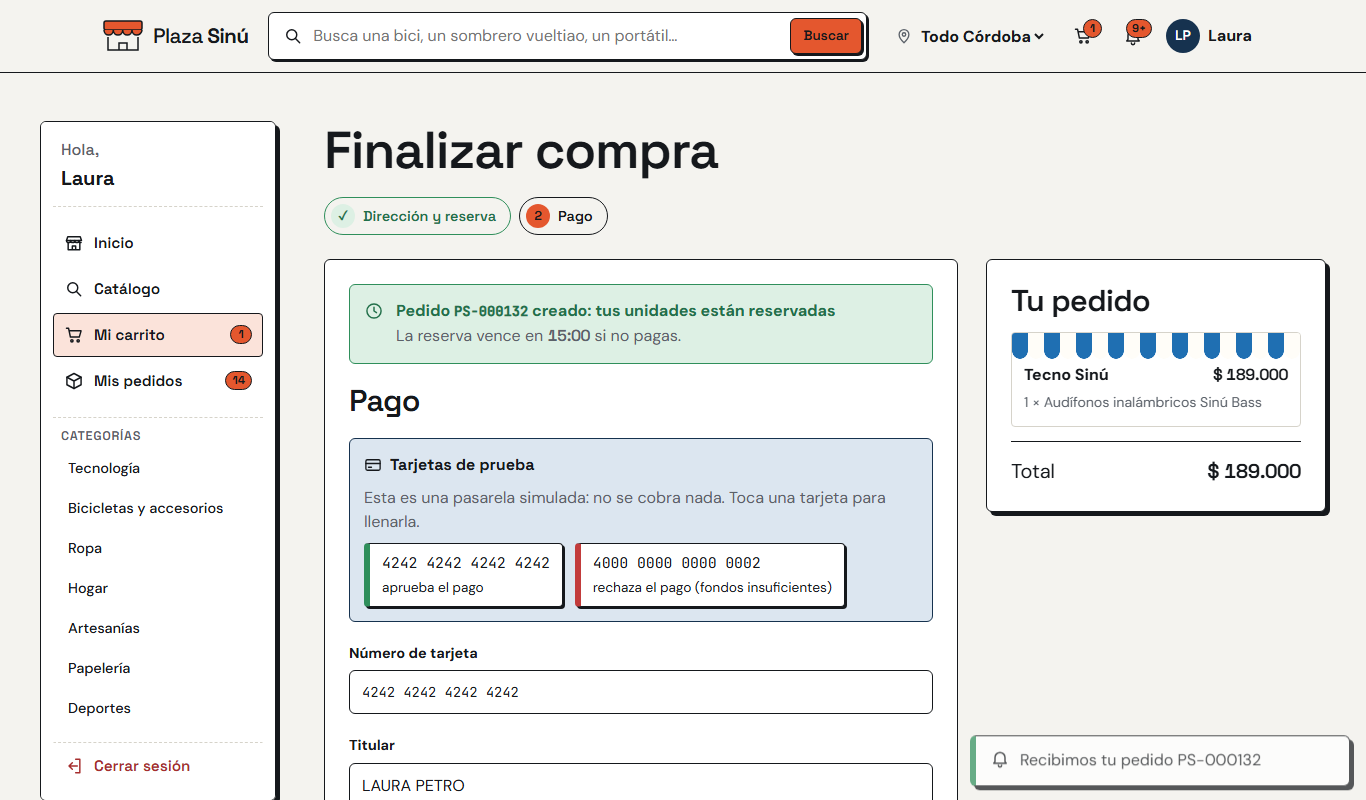 Plaza Sinú
Busca una bici, un sombrero vueltiao, un portátil...
Buscar
Todo Córdoba
1
9+
LP
Laura
Hola,
Laura
Inicio
Catálogo
Mi carrito
1
Mis pedidos
14
CATEGORÍAS
Tecnología
Bicicletas y accesorios
Ropa
Hogar
Artesanías
Papelería
Deportes
Cerrar sesión
Finalizar compra
✓ Dirección y reserva
2 Pago
Pedido PS-000132 creado: tus unidades están reservadas
La reserva vence en 15:00 si no pagas.
Pago
Tarjetas de prueba
Esta es una pasarela simulada: no se cobra nada. Toca una tarjeta para
llenarla.
4242 4242 4242 4242
aprueba el pago
4000 0000 0000 0002
rechaza el pago (fondos insuficientes)
Número de tarjeta
4242 4242 4242 4242
Titular
LAURA PETRO
Tu pedido
Tecno Sinú $ 189.000
1 × Audífonos inalámbricos Sinú Bass
Total $ 189.000
Recibimos tu pedido PS-000132